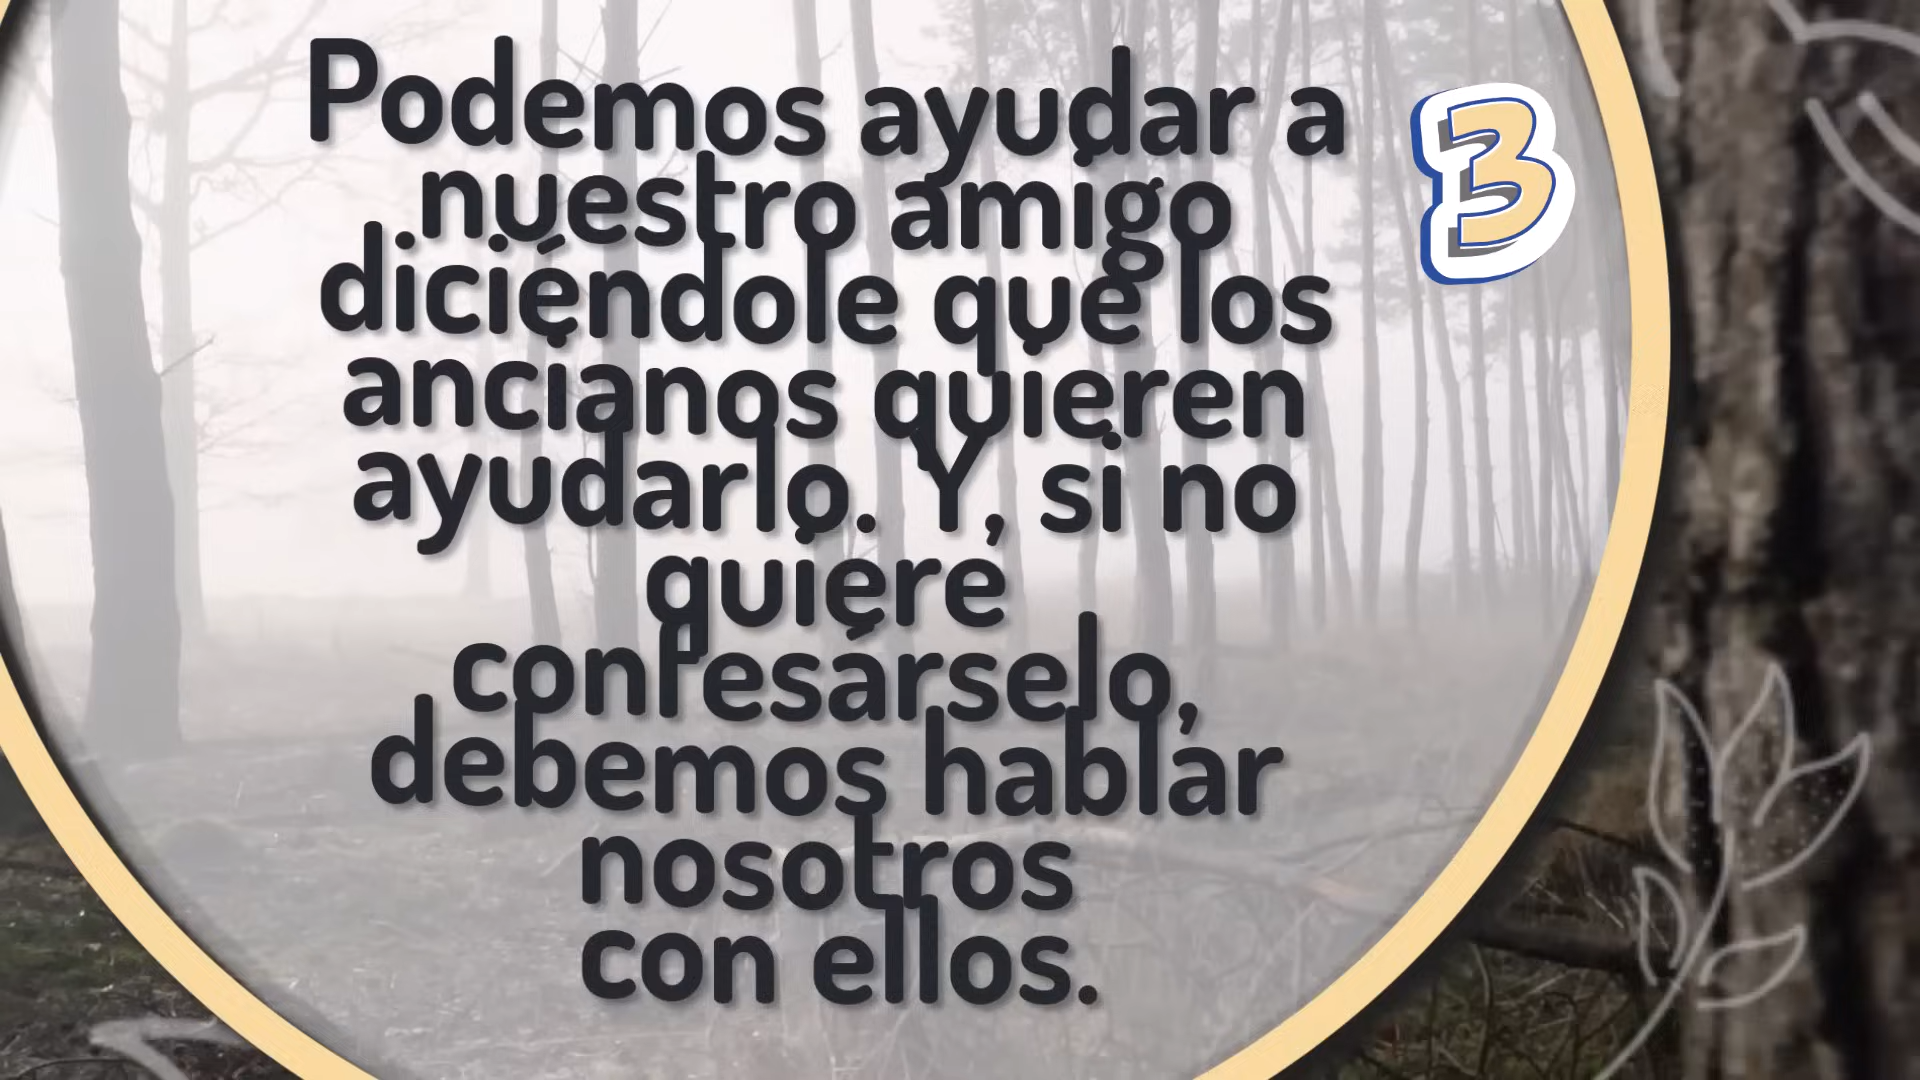 Podemos ayudar a
nuestro amigo
diciéndole que los
ancianos quieren
ayudarlo. Y, si no
quiere
confesárselo,
debemos hablar
nosotros
con ellos.
3